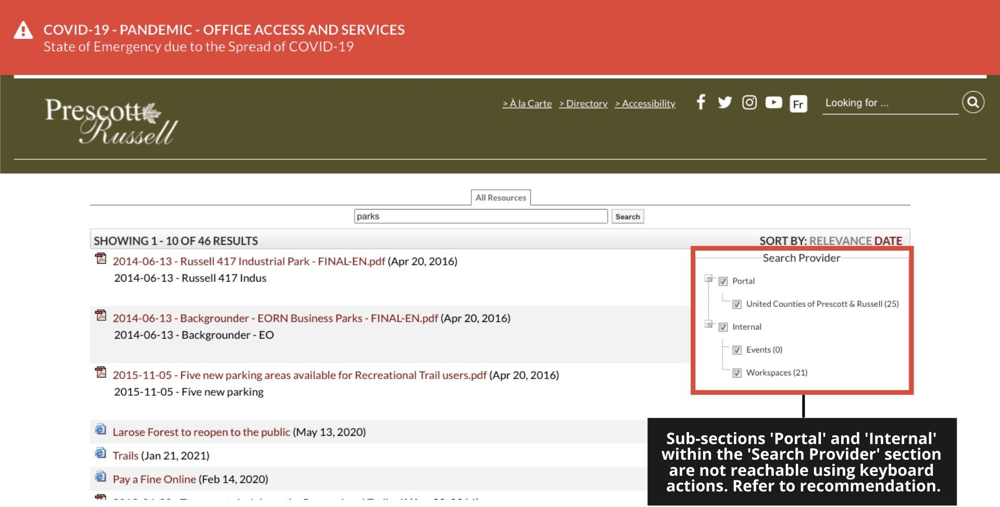 COVID-19 - PANDEMIC - OFFICE ACCESS AND SERVICES
State of Emergency due to the Spread of COVID-19
Prescott
Russell
> À la Carte > Directory > Accessibility
Fr
Looking for ...
All Resources
parks
Search
SHOWING 1 - 10 OF 46 RESULTS
SORT BY: RELEVANCE DATE
2014-06-13 - Russell 417 Industrial Park - FINAL-EN.pdf (Apr 20, 2016)
2014-06-13 - Russell 417 Indus
2014-06-13 - Backgrounder - EORN Business Parks - FINAL-EN.pdf (Apr 20, 2016)
2014-06-13 - Backgrounder - EO
2015-11-05 - Five new parking areas available for Recreational Trail users.pdf (Apr 20, 2016)
2015-11-05 - Five new parking
Larose Forest to reopen to the public (May 13, 2020)
Trails (Jan 21, 2021)
Pay a Fine Online (Feb 14, 2020)
Search Provider
Portal
United Counties of Prescott & Russell (25)
Internal
Events (0)
Workspaces (21)
Sub-sections 'Portal' and 'Internal'
within the 'Search Provider' section
are not reachable using keyboard
actions. Refer to recommendation.